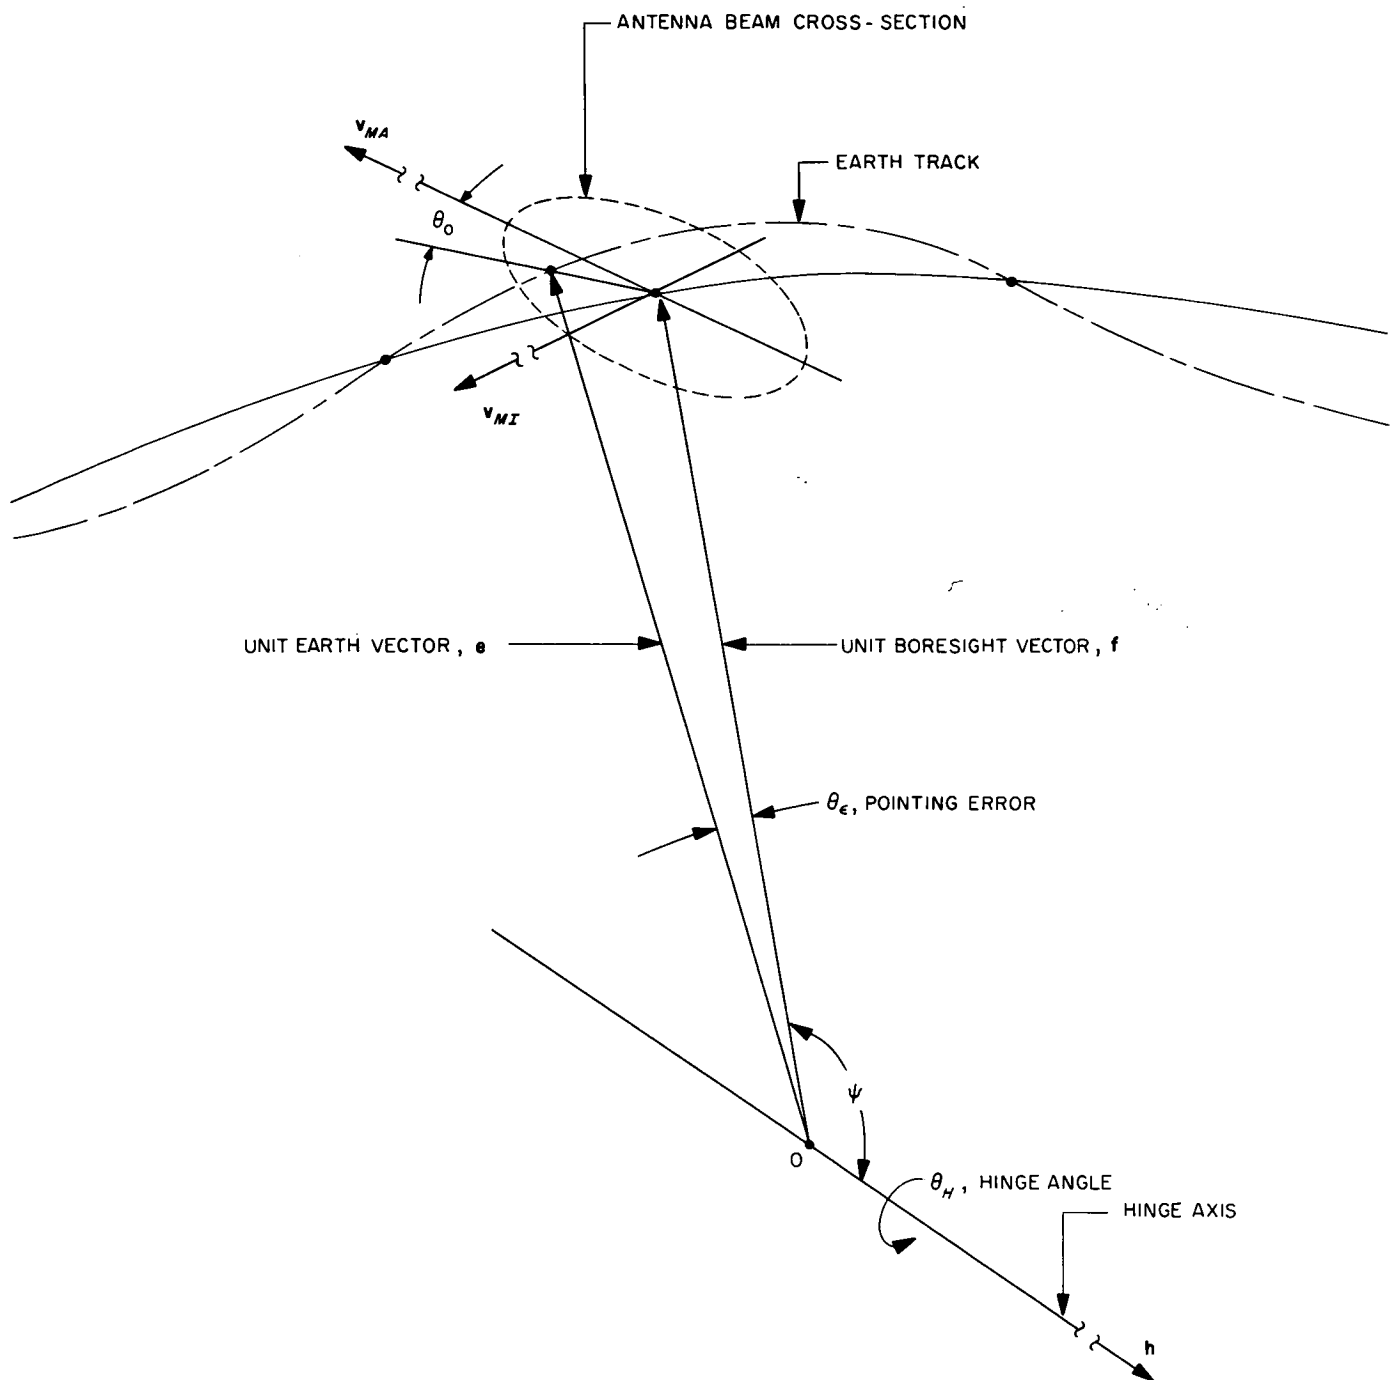 ANTENNA BEAM CROSS-SECTION
v_MA
EARTH TRACK
θ_o
v_MI
UNIT EARTH VECTOR, e
UNIT BORESIGHT VECTOR, f
θ_ϵ, POINTING ERROR
ψ
O
θ_H, HINGE ANGLE
HINGE AXIS
h